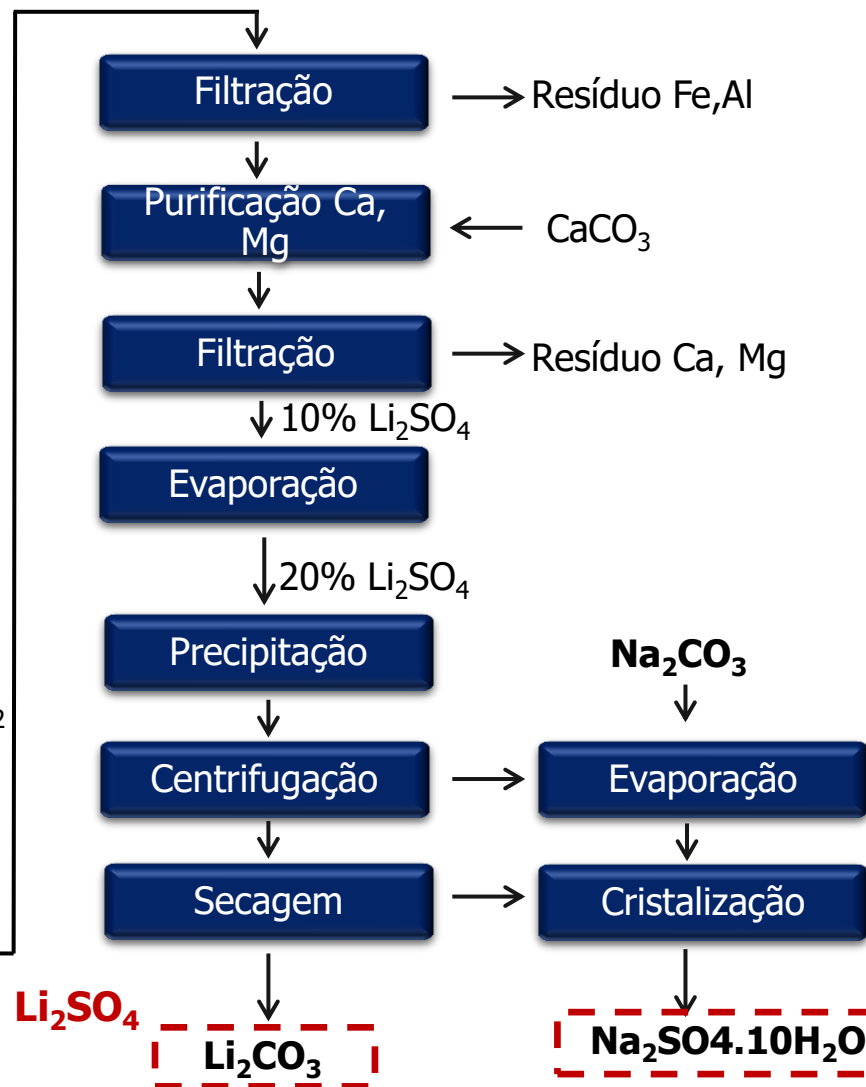 Filtração
Resíduo Fe,Al
Purificação Ca,
Mg
CaCO₃
Filtração
Resíduo Ca, Mg
10% Li₂SO₄
Evaporação
20% Li₂SO₄
Precipitação
Na₂CO₃
2
Centrifugação
Evaporação
Secagem
Cristalização
Li₂SO₄
Li₂CO₃
Na₂SO4.10H₂O